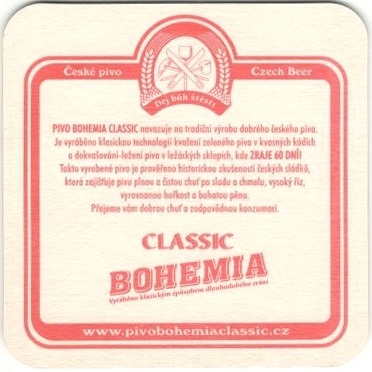 České pivo
Czech Beer
Dej bůh štěstí
PIVO BOHEMIA CLASSIC navazuje na tradiční výrobu dobrého českého piva.
Je vyráběno klasickou technologií kvašení zeleného piva v kvasných kádích
a dokvašování-ležení piva v ležáckých sklepích, kde ZRAJE 60 DNÍ!
Takto vyrobené pivo je prověřeno historickou zkušeností českých sládků,
která zajišťuje pivo plnou a čistou chuť po sladu a chmelu, vysoký říz,
vyrovnanou hořkost a bohatou pěnu.
Přejeme vám dobrou chuť a zodpovědnou konzumaci.
CLASSIC
BOHEMIA
Vyráběno klasickým způsobem dlouhodobého zrání
www.pivobohemiaclassic.cz